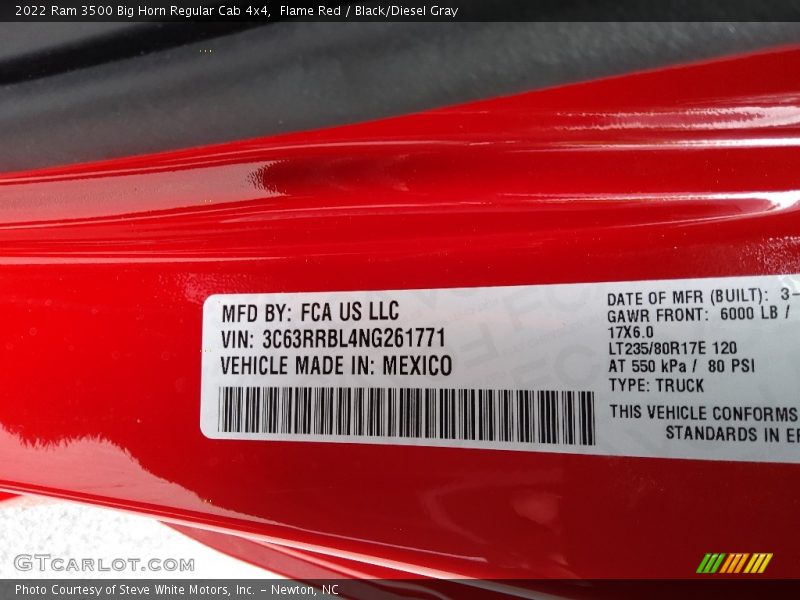 2022 Ram 3500 Big Horn Regular Cab 4x4, Flame Red / Black/Diesel Gray
MFD BY: FCA US LLC
VIN: 3C63RRBL4NG261771
VEHICLE MADE IN: MEXICO
DATE OF MFR (BUILT): 3-
GAWR FRONT: 6000 LB /
17X6.0
LT235/80R17E 120
AT 550 kPa / 80 PSI
TYPE: TRUCK
THIS VEHICLE CONFORMS
STANDARDS IN
GTcarlot.com
Photo Courtesy of Steve White Motors, Inc. – Newton, NC